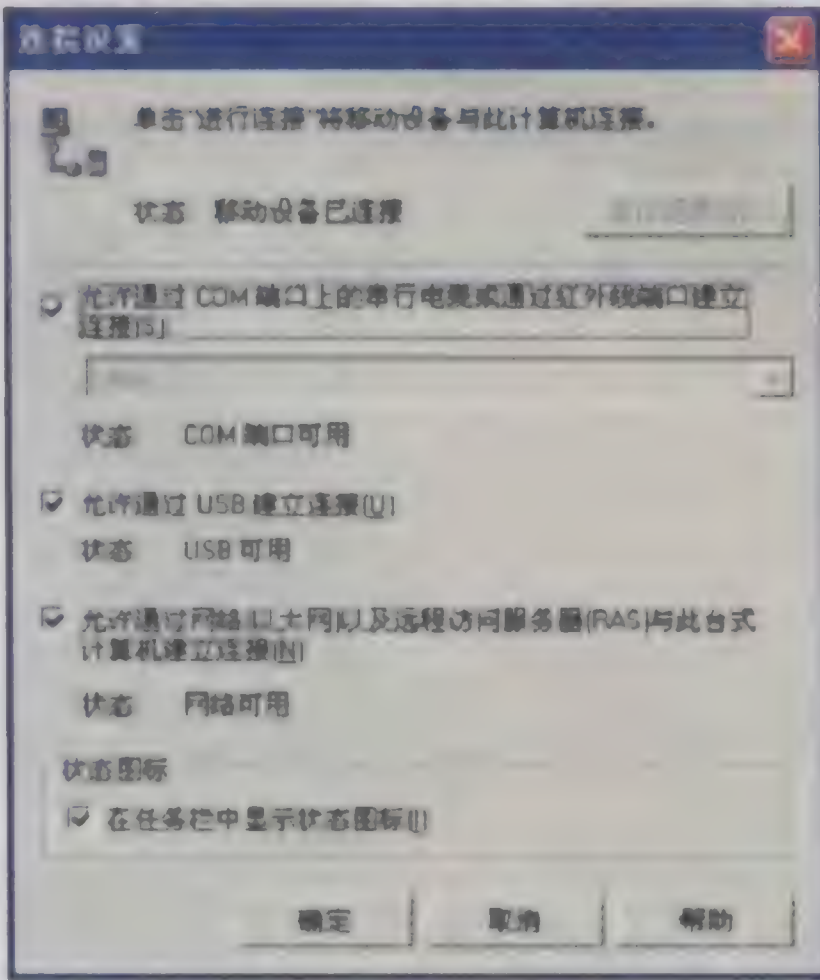 连接设置
单击“进行连接”将移动设备与此计算机连接。
状态 移动设备已连接
允许通过 COM 端口上的串行电缆或通过红外线端口建立
连接(S)
状态 COM 端口可用
允许通过 USB 建立连接(U)
状态 USB 可用
允许通过网络(以太网)以及远程访问服务器(RAS)与此台式
计算机建立连接(N)
状态 网络可用
状态图标
在任务栏中显示状态图标(I)
确定 取消 帮助